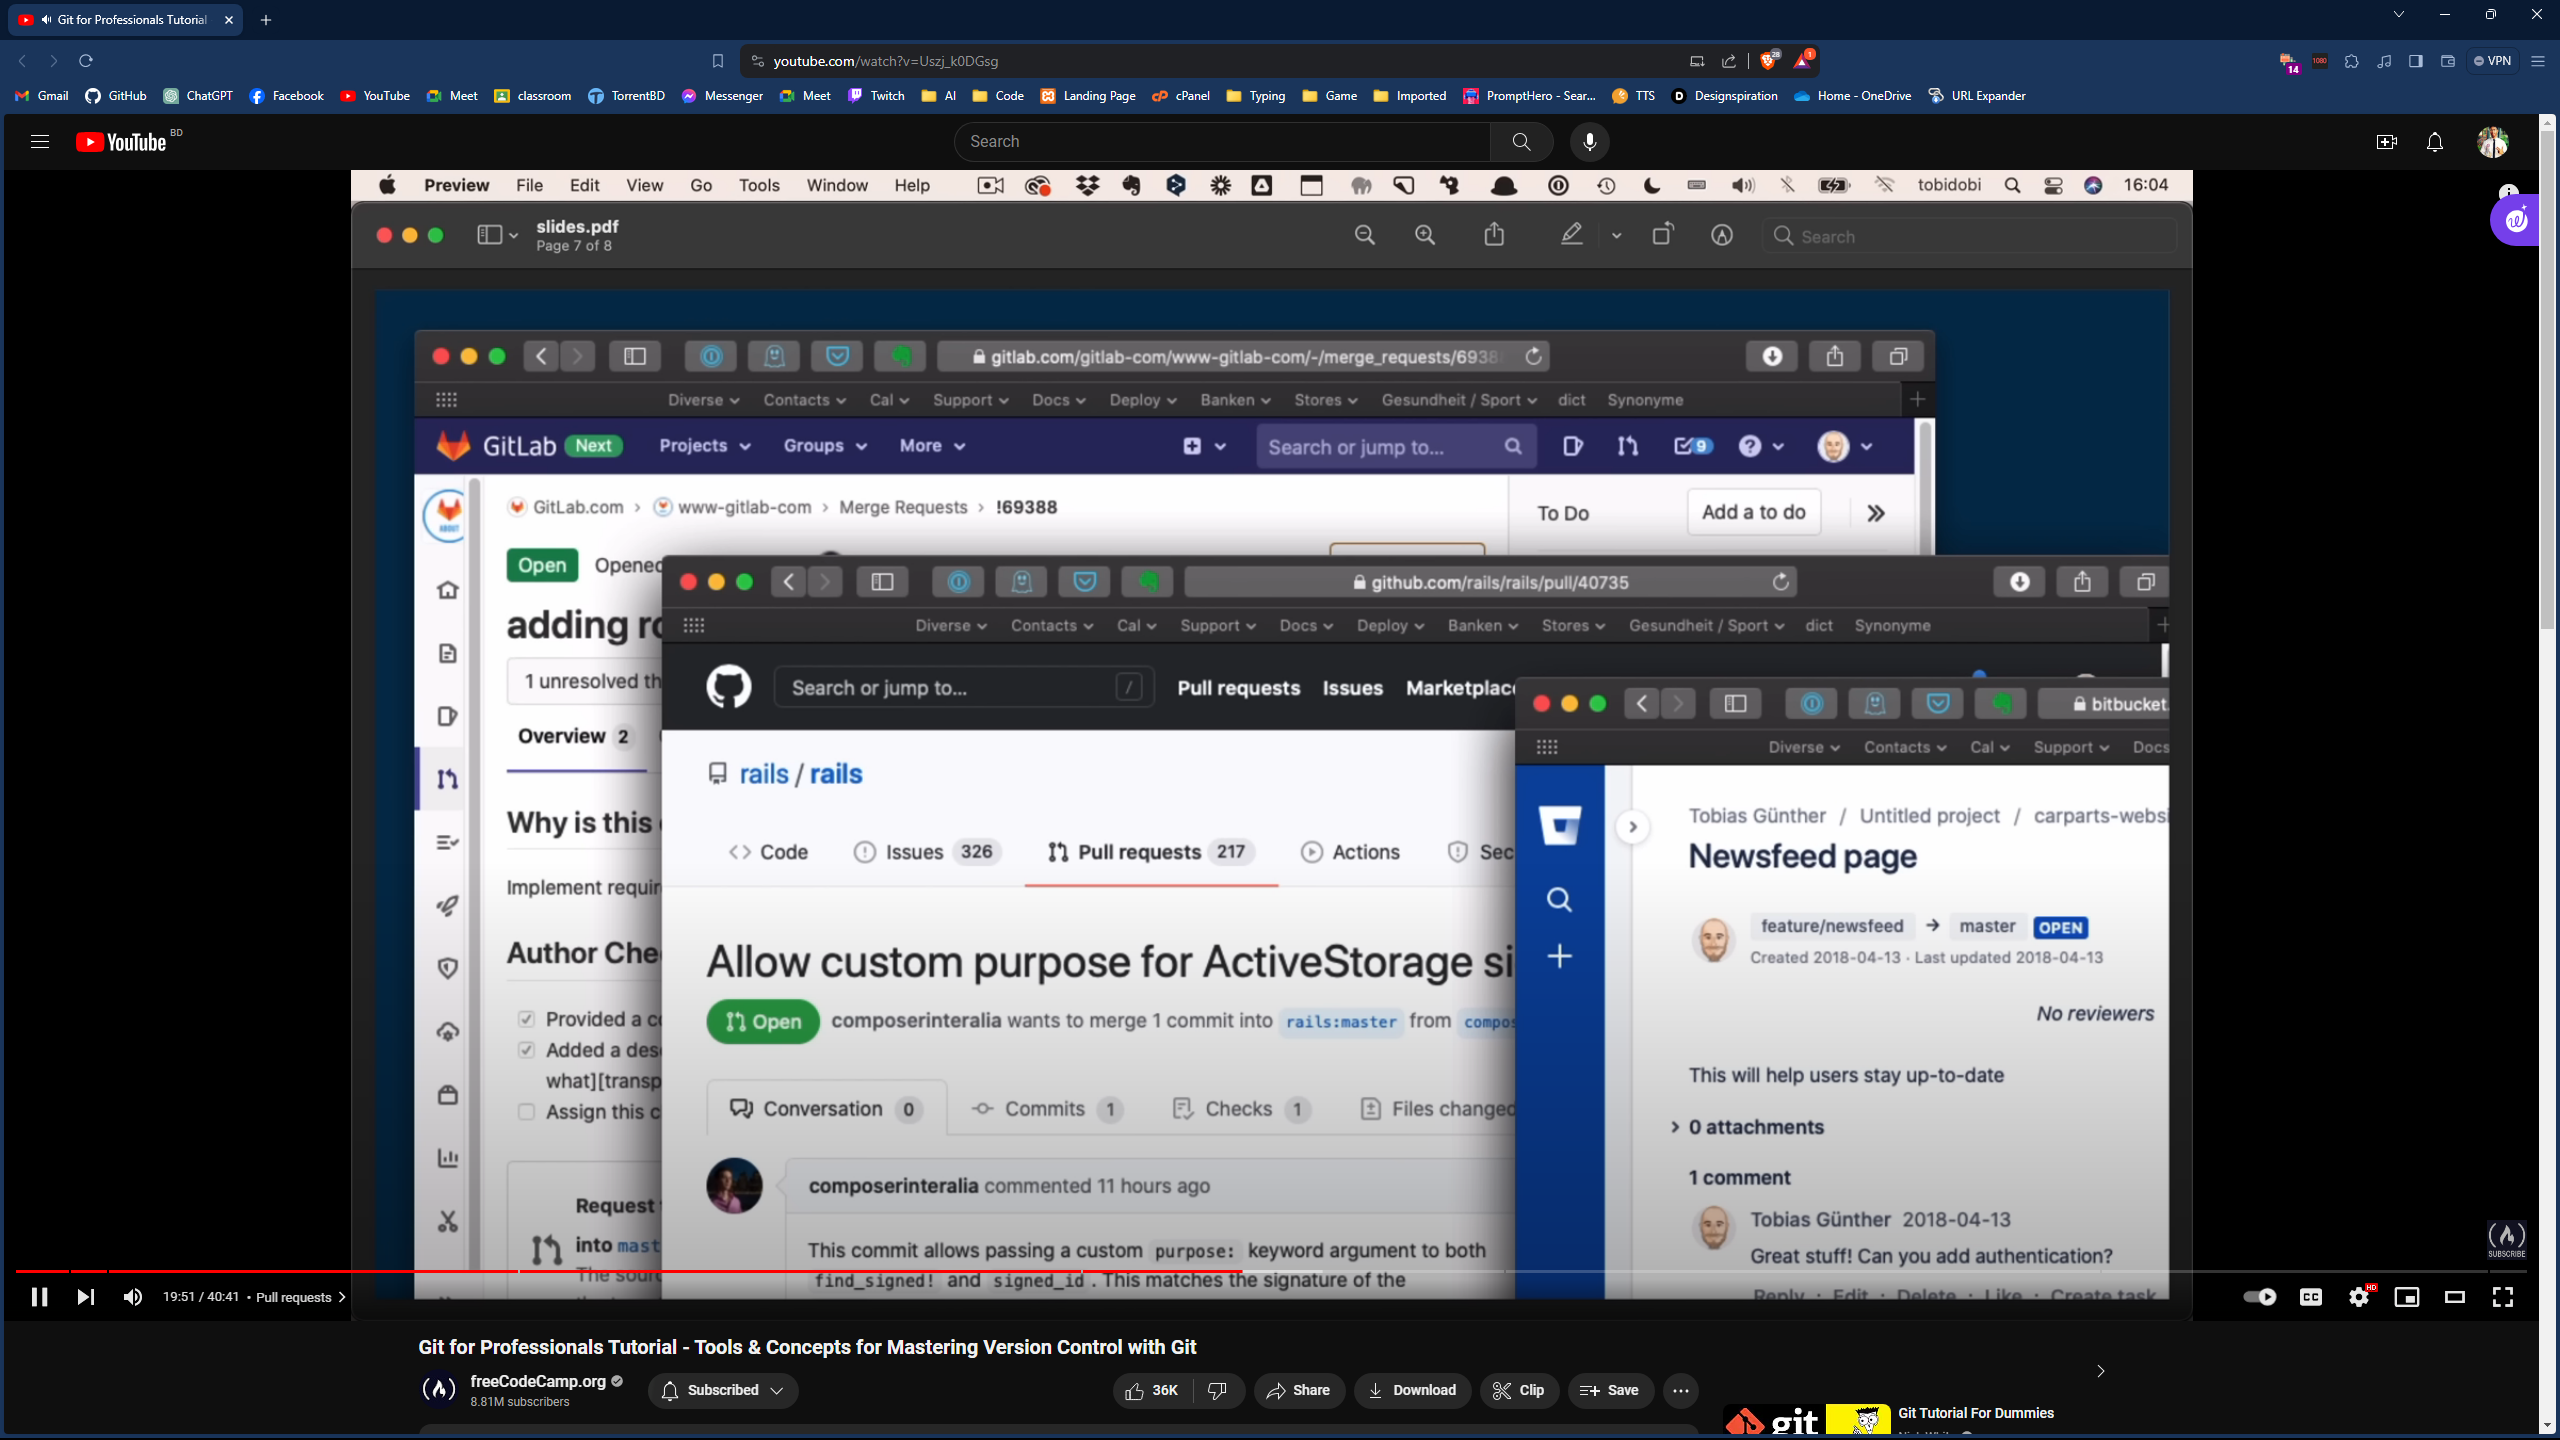 Git for Professionals Tutorial
youtube.com/watch?v=Uszj_k0DGsg
28
1
14
1080
VPN
Gmail GitHub ChatGPT Facebook YouTube Meet classroom TorrentBD Messenger Meet Twitch AI Code Landing Page cPanel Typing Game Imported PromptHero - Sear... TTS Designspiration Home - OneDrive URL Expander
YouTube BD
Search
Preview File Edit View Go Tools Window Help tobidobi 16:04
slides.pdf
Page 7 of 8
Search
gitlab.com/gitlab-com/www-gitlab-com/-/merge_requests/6938
Diverse Contacts Cal Support Docs Deploy Banken Stores Gesundheit / Sport dict Synonyme
GitLab Next Projects Groups More Search or jump to... 9
GitLab.com > www-gitlab-com > Merge Requests > !69388
To Do Add a to do
ABOUT
Open Opened
adding ro
1 unresolved th
Overview 2
Why is this
Implement requir
Author Che
Provided a co
Added a des
what][transp
Assign this c
Request
into mast
The sourc
github.com/rails/rails/pull/40735
Diverse Contacts Cal Support Docs Deploy Banken Stores Gesundheit / Sport dict Synonyme
Search or jump to... / Pull requests Issues Marketplac
rails / rails
Code Issues 326 Pull requests 217 Actions Sec
Allow custom purpose for ActiveStorage si
Open composerinteralia wants to merge 1 commit into rails:master from compos
Conversation 0 Commits 1 Checks 1 Files changed
composerinteralia commented 11 hours ago
This commit allows passing a custom purpose: keyword argument to both
find_signed! and signed_id . This matches the signature of the
bitbucket.
Diverse Contacts Cal Support Docs
Tobias Günther / Untitled project / carparts-websi
Newsfeed page
feature/newsfeed → master OPEN
Created 2018-04-13 · Last updated 2018-04-13
No reviewers
This will help users stay up-to-date
> 0 attachments
1 comment
Tobias Günther 2018-04-13
Great stuff! Can you add authentication?
Reply · Edit · Delete · Like · Create task
SUBSCRIBE
19:51 / 40:41 • Pull requests >
CC
HD
Git for Professionals Tutorial - Tools & Concepts for Mastering Version Control with Git
freeCodeCamp.org
8.81M subscribers
Subscribed
36K Share Download Clip Save
git
Git Tutorial For Dummies